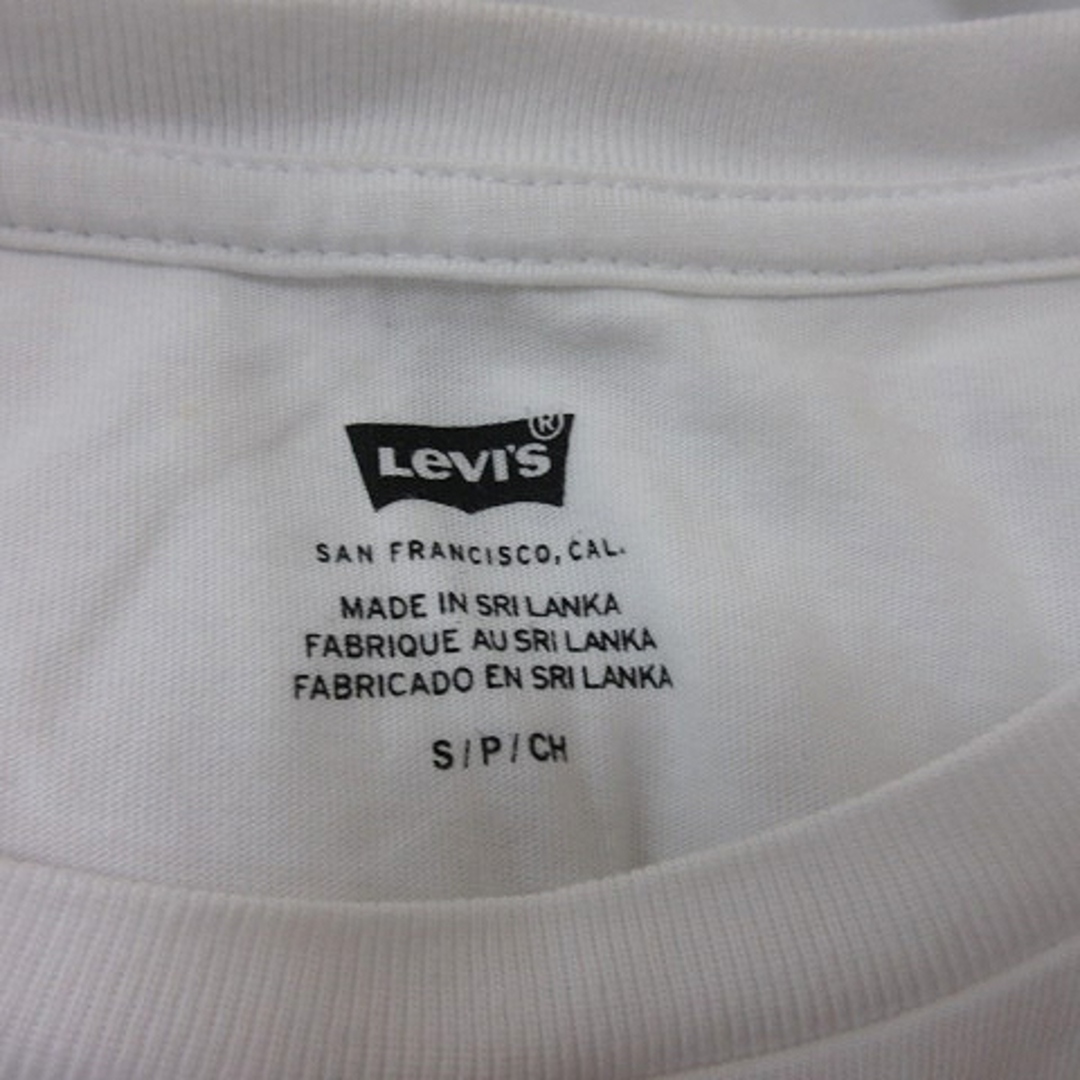 LEVI'S®
SAN FRANCISCO, CAL.
MADE IN SRI LANKA
FABRIQUE AU SRI LANKA
FABRICADO EN SRI LANKA
S / P / CH